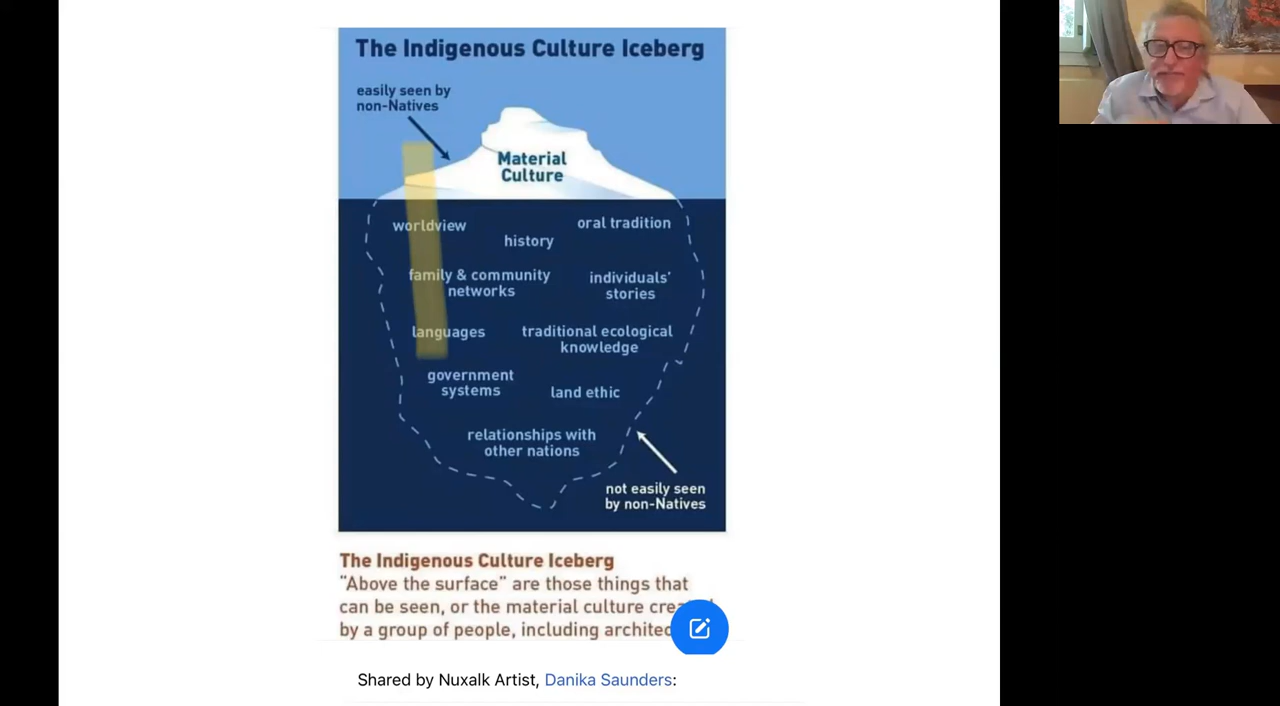 The Indigenous Culture Iceberg
easily seen by
non-Natives
Material
Culture
worldview
oral tradition
history
family & community
networks
individuals'
stories
languages
traditional ecological
knowledge
government
systems
land ethic
relationships with
other nations
not easily seen
by non-Natives
The Indigenous Culture Iceberg
“Above the surface” are those things that
can be seen, or the material culture
by a group of people, including
Shared by Nuxalk Artist, Danika Saunders: